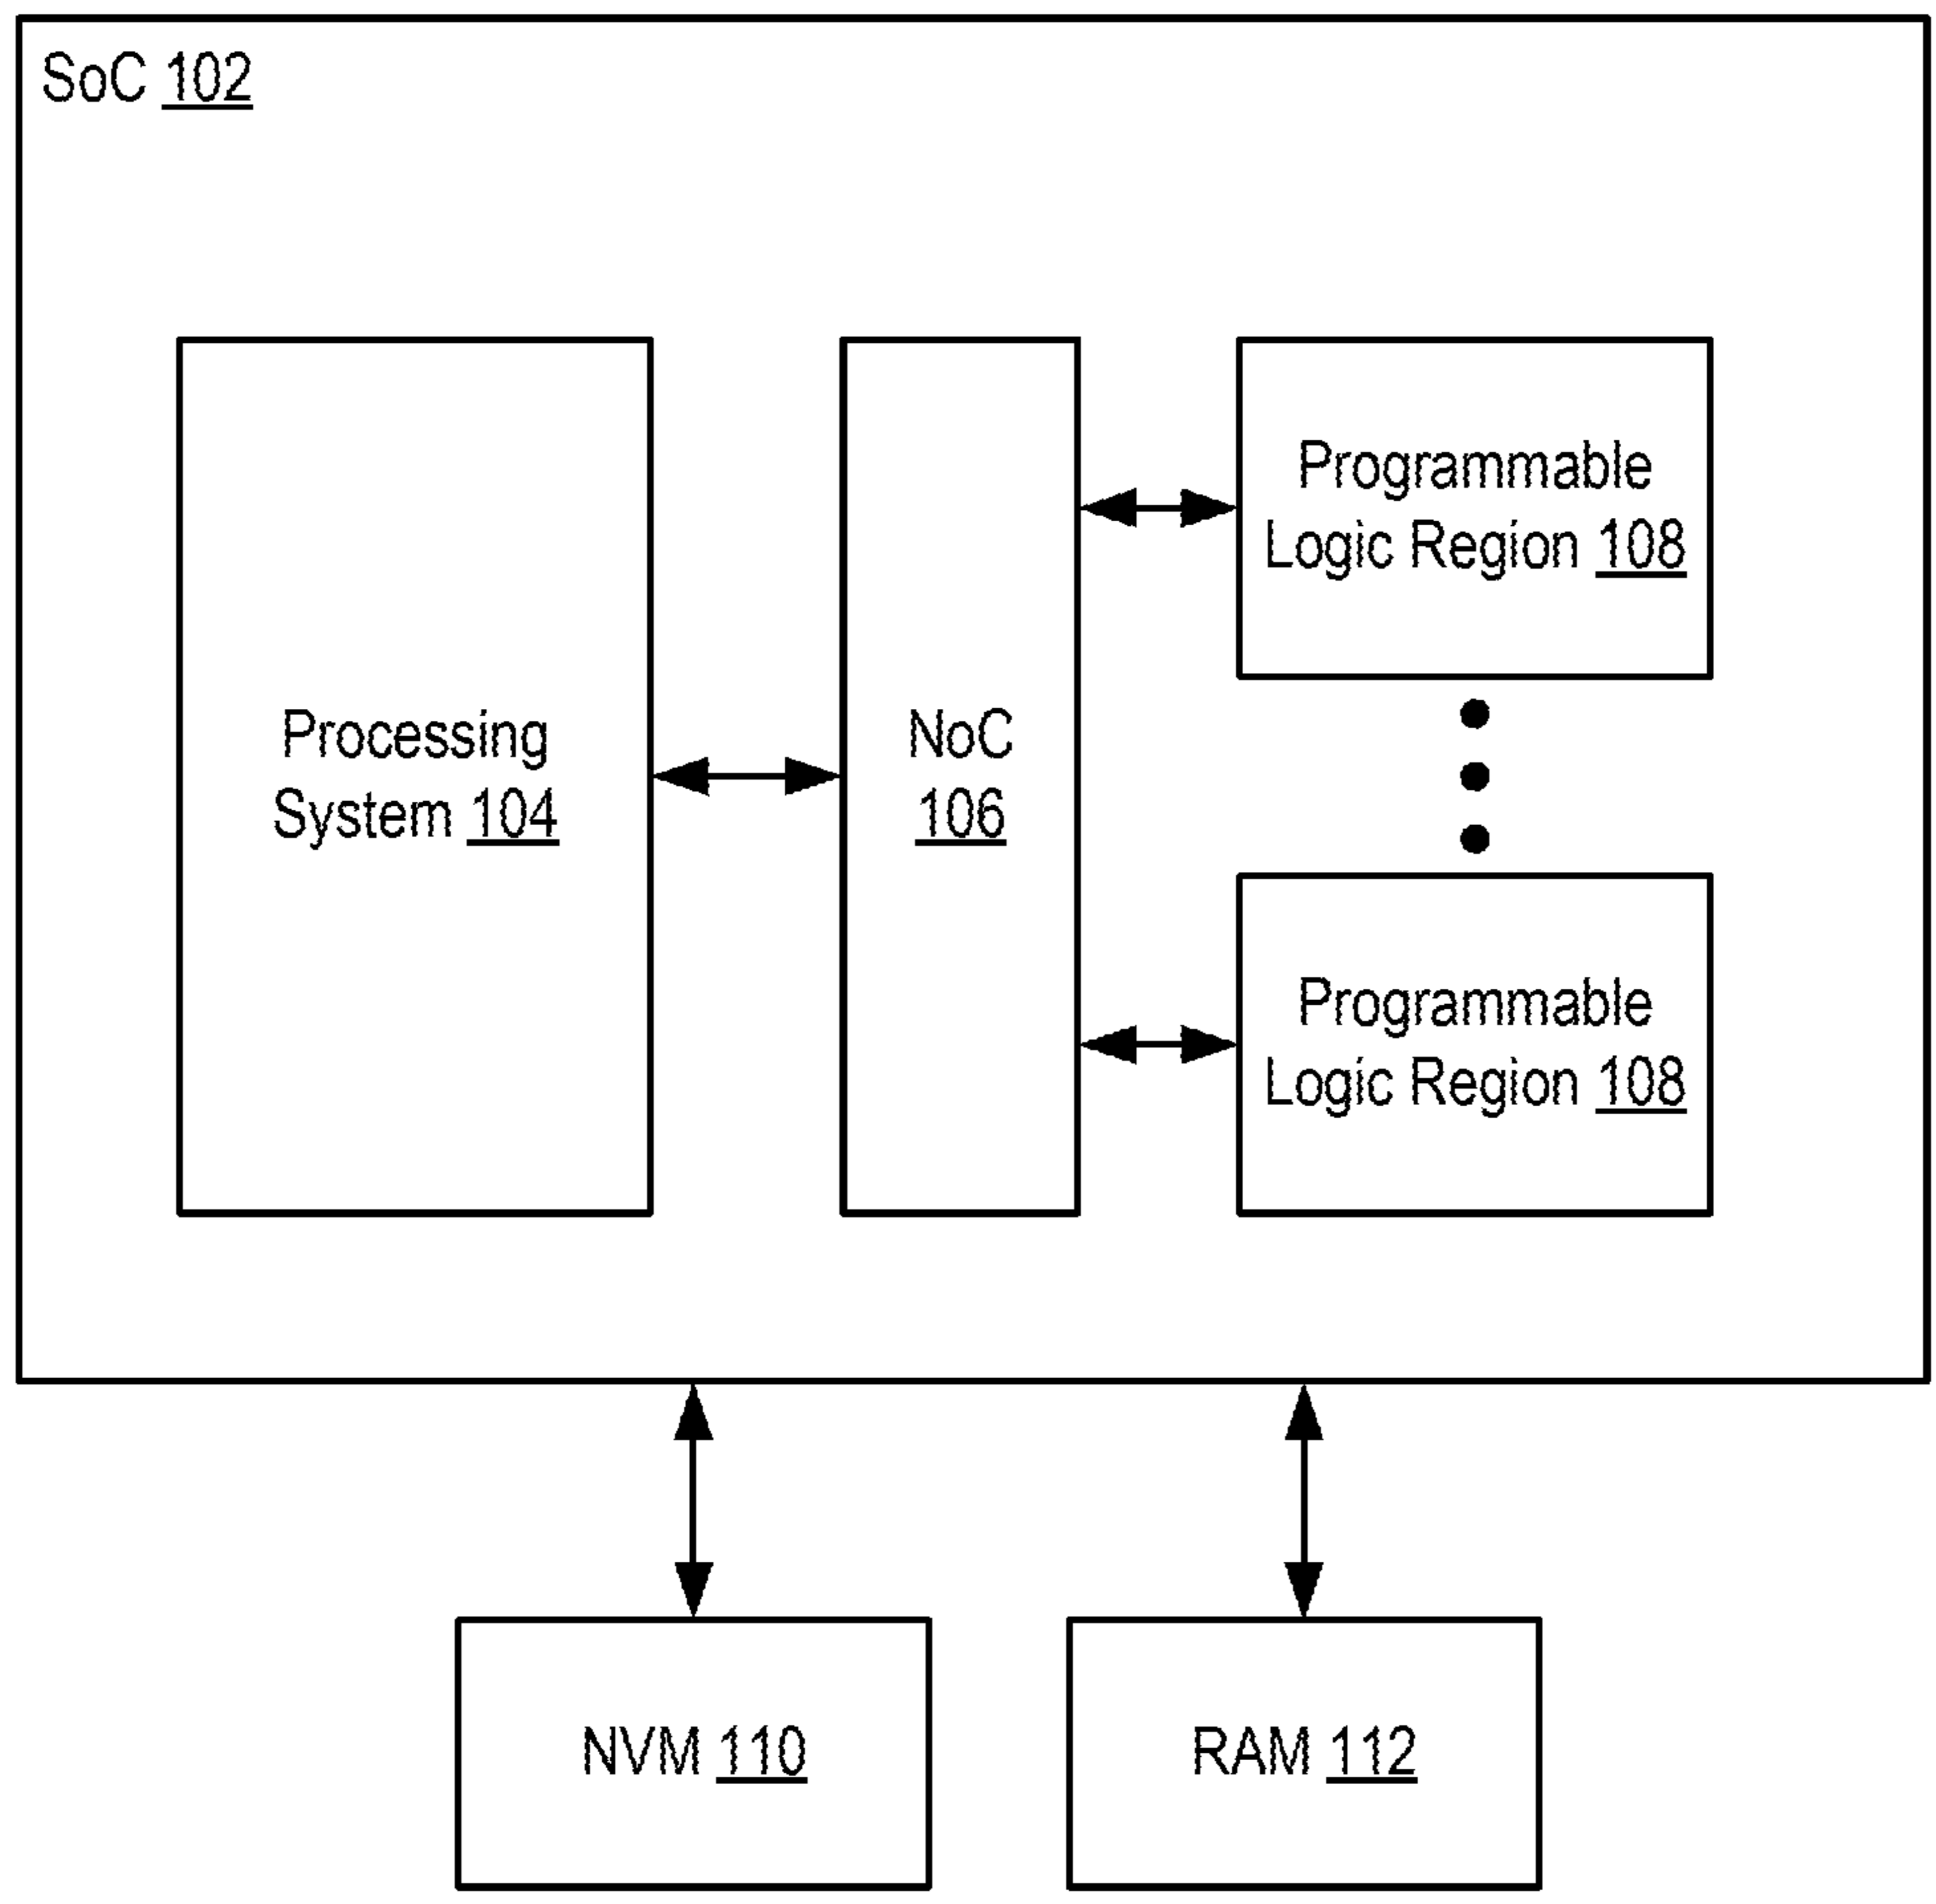 SoC 102
Processing
System 104
NoC
106
Programmable
Logic Region 108
Programmable
Logic Region 108
NVM 110
RAM 112